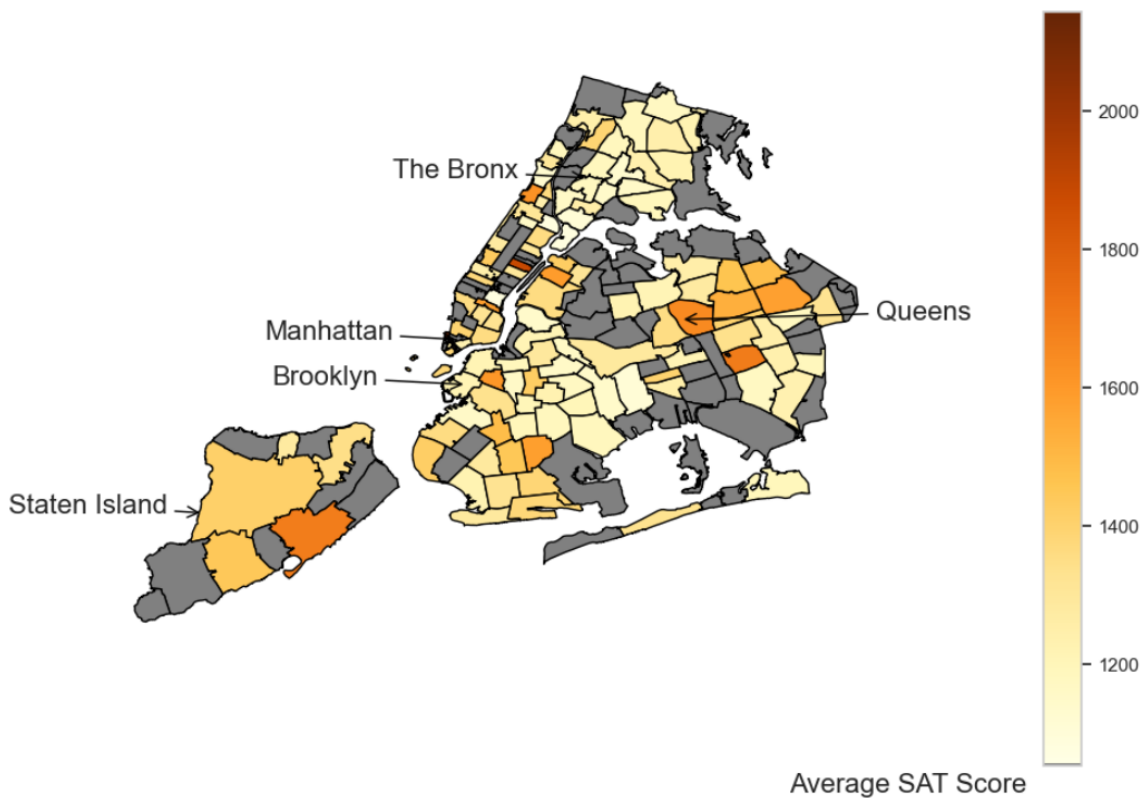 2000
The Bronx
1800
Queens
Manhattan
Brooklyn
1600
Staten Island
1400
1200
Average SAT Score